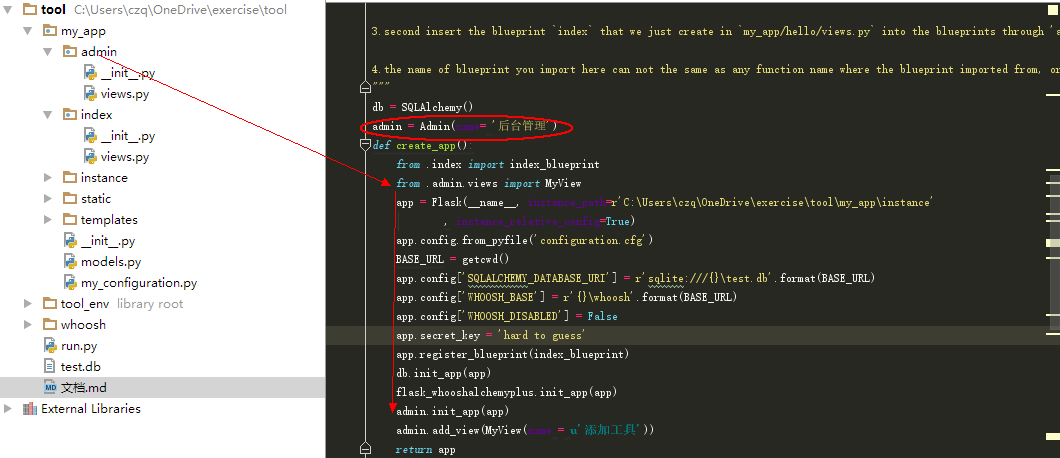 tool C:\Users\czq\OneDrive\exercise\tool
my_app
admin
__init__.py
views.py
index
__init__.py
views.py
instance
static
templates
__init__.py
models.py
my_configuration.py
tool_env library root
whoosh
run.py
test.db
文档.md
External Libraries
3.second insert the blueprint `index` that we just create in `my_app/hello/views.py` into the blueprints through 'a
4.the name of blueprint you import here can not the same as any function name where the blueprint imported from, or
"""
db = SQLAlchemy()
admin = Admin(name= '后台管理')
def create_app():
from .index import index_blueprint
from .admin.views import MyView
app = Flask(__name__, instance_path=r'C:\Users\czq\OneDrive\exercise\tool\my_app\instance'
, instance_relative_config=True)
app.config.from_pyfile('configuration.cfg')
BASE_URL = getcwd()
app.config['SQLALCHEMY_DATABASE_URI'] = r'sqlite:///{}\test.db'.format(BASE_URL)
app.config['WHOOSH_BASE'] = r'{}\whoosh'.format(BASE_URL)
app.config['WHOOSH_DISABLED'] = False
app.secret_key = 'hard to guess'
app.register_blueprint(index_blueprint)
db.init_app(app)
flask_whooshalchemyplus.init_app(app)
admin.init_app(app)
admin.add_view(MyView(name = u'添加工具'))
return app